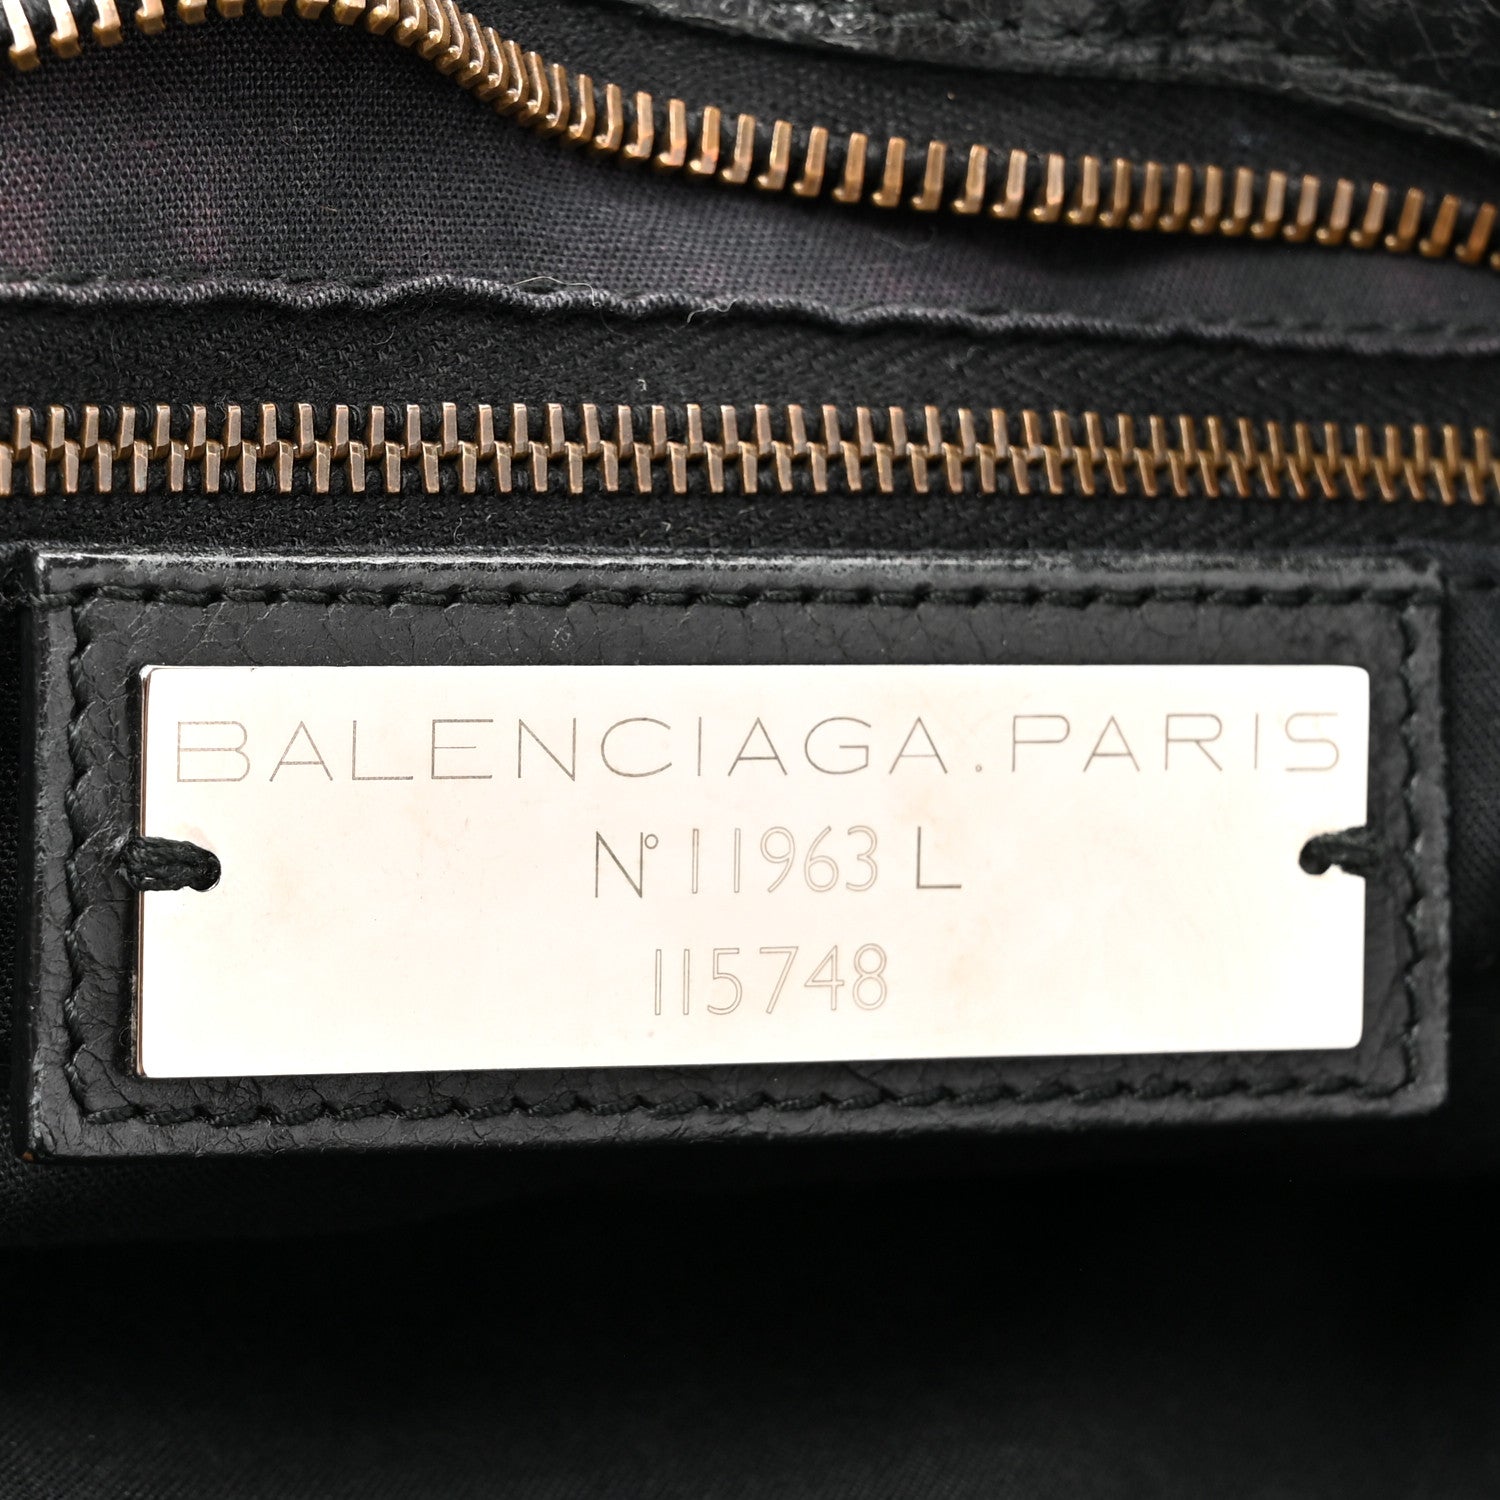 BALENCIAGA.PARIS
N° 11963 L
115748